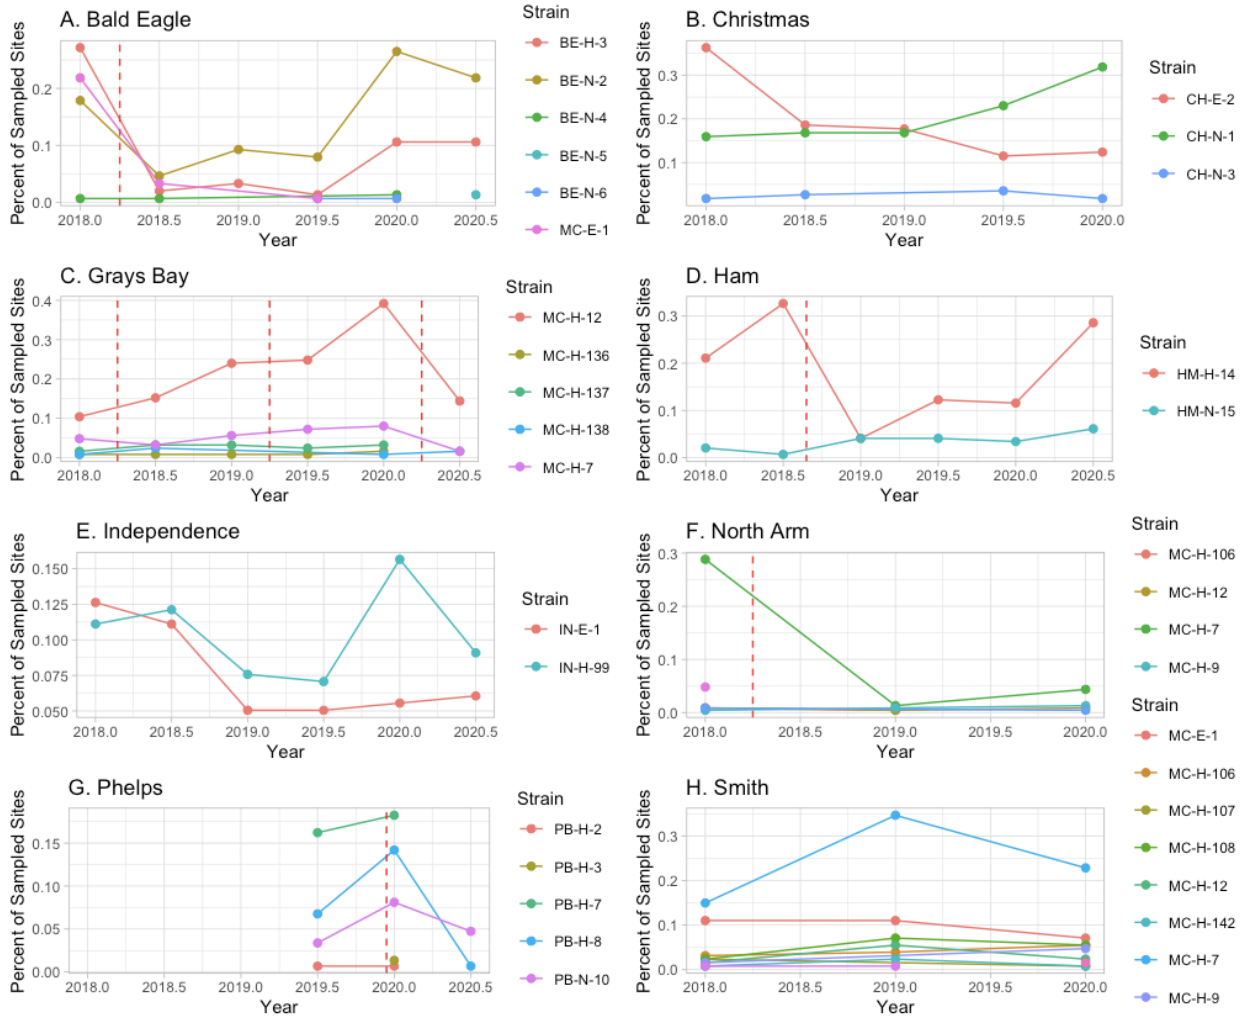 A. Bald Eagle
Percent of Sampled Sites
0.2
0.1
0.0
2018.0 2018.5 2019.0 2019.5 2020.0 2020.5
Year
Strain
BE-H-3
BE-N-2
BE-N-4
BE-N-5
BE-N-6
MC-E-1
B. Christmas
Percent of Sampled Sites
0.3
0.2
0.1
2018.0 2018.5 2019.0 2019.5 2020.0
Year
Strain
CH-E-2
CH-N-1
CH-N-3
C. Grays Bay
Percent of Sampled Sites
0.4
0.3
0.2
0.1
0.0
2018.0 2018.5 2019.0 2019.5 2020.0 2020.5
Year
Strain
MC-H-12
MC-H-136
MC-H-137
MC-H-138
MC-H-7
D. Ham
Percent of Sampled Sites
0.3
0.2
0.1
0.0
2018.0 2018.5 2019.0 2019.5 2020.0 2020.5
Year
Strain
HM-H-14
HM-N-15
E. Independence
Percent of Sampled Sites
0.150
0.125
0.100
0.075
0.050
2018.0 2018.5 2019.0 2019.5 2020.0 2020.5
Year
Strain
IN-E-1
IN-H-99
F. North Arm
Percent of Sampled Sites
0.3
0.2
0.1
0.0
2018.0 2018.5 2019.0 2019.5 2020.0
Year
Strain
MC-H-106
MC-H-12
MC-H-7
MC-H-9
G. Phelps
Percent of Sampled Sites
0.15
0.10
0.05
0.00
2018.0 2018.5 2019.0 2019.5 2020.0 2020.5
Year
Strain
PB-H-2
PB-H-3
PB-H-7
PB-H-8
PB-N-10
H. Smith
Percent of Sampled Sites
0.3
0.2
0.1
0.0
2018.0 2018.5 2019.0 2019.5 2020.0
Year
Strain
MC-E-1
MC-H-106
MC-H-107
MC-H-108
MC-H-12
MC-H-142
MC-H-7
MC-H-9